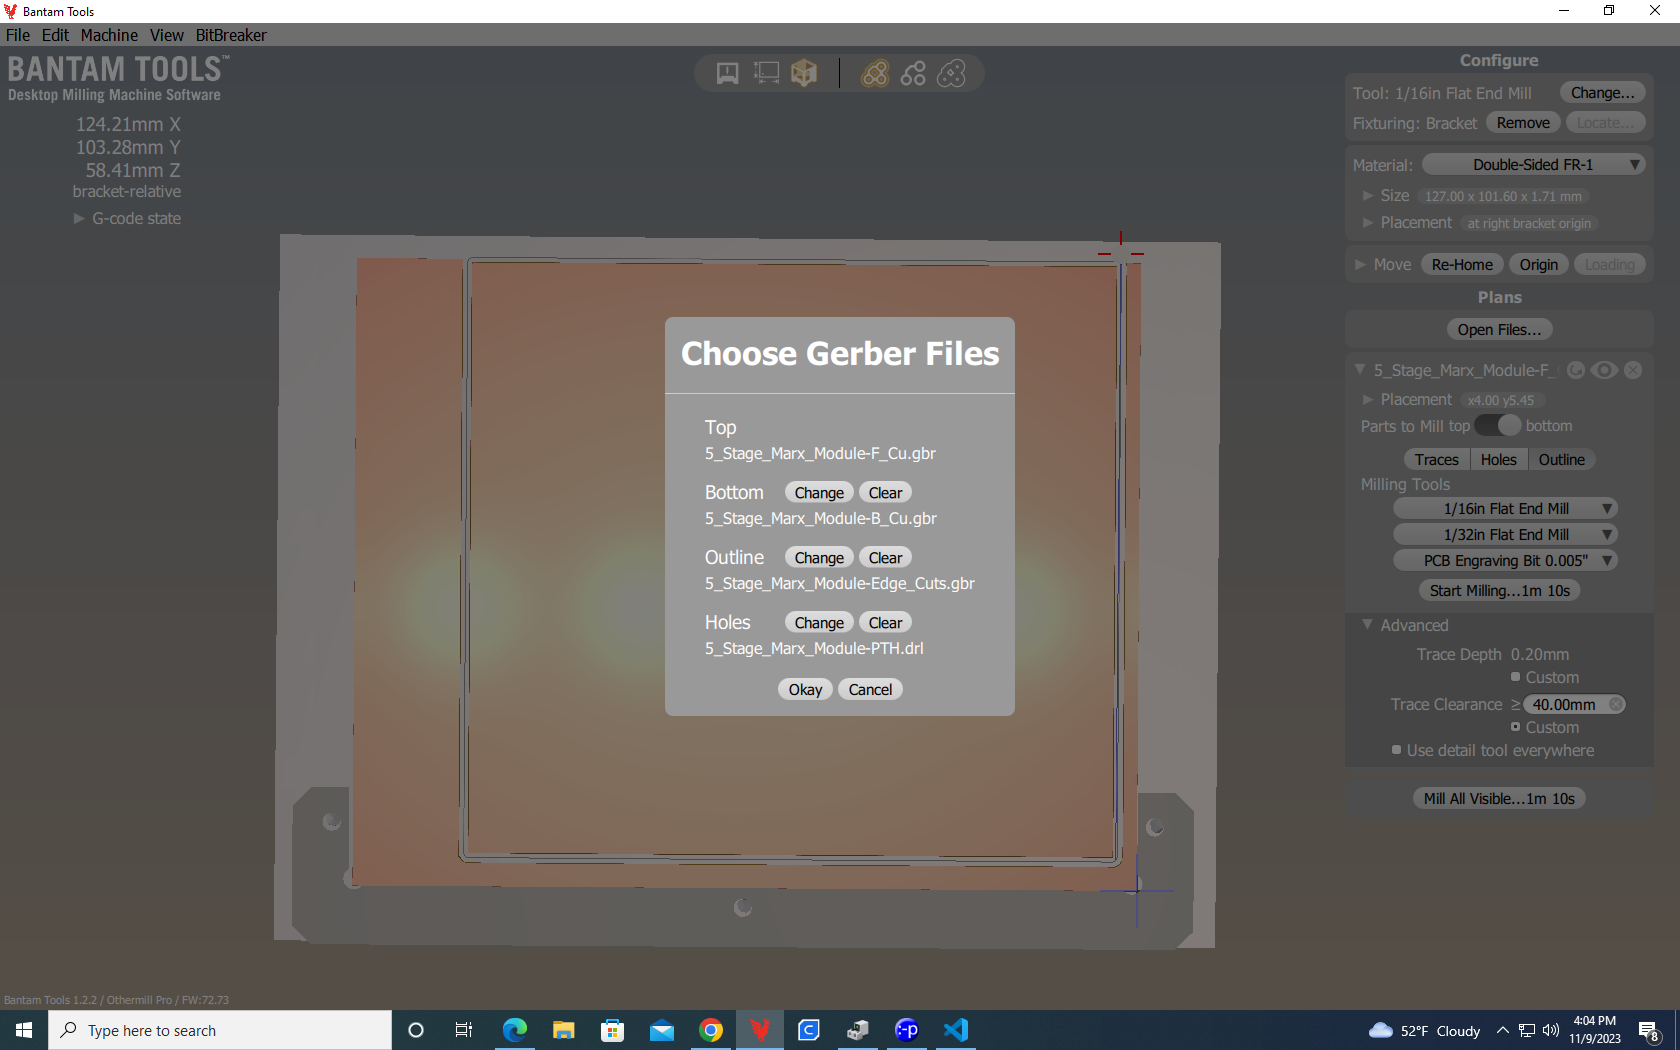 Bantam Tools
File Edit Machine View BitBreaker
BANTAM TOOLS™
Desktop Milling Machine Software
124.21mm X
103.28mm Y
58.41mm Z
bracket-relative
G-code state
Configure
Tool: 1/16in Flat End Mill Change...
Fixturing: Bracket Remove Locate...
Material: Double-Sided FR-1
Size 127.00 x 101.60 x 1.71 mm
Placement at right bracket origin
Move Re-Home Origin Loading
Plans
Open Files...
5_Stage_Marx_Module-F_
Placement x4.00 y5.45
Parts to Mill top bottom
Traces Holes Outline
Milling Tools
1/16in Flat End Mill
1/32in Flat End Mill
PCB Engraving Bit 0.005"
Start Milling...1m 10s
Advanced
Trace Depth 0.20mm
Custom
Trace Clearance ≥ 40.00mm
Custom
Use detail tool everywhere
Mill All Visible...1m 10s
Choose Gerber Files
Top
5_Stage_Marx_Module-F_Cu.gbr
Bottom Change Clear
5_Stage_Marx_Module-B_Cu.gbr
Outline Change Clear
5_Stage_Marx_Module-Edge_Cuts.gbr
Holes Change Clear
5_Stage_Marx_Module-PTH.drl
Okay Cancel
Bantam Tools 1.2.2 / Othermill Pro / FW:72.73
Type here to search
52°F Cloudy
4:04 PM
11/9/2023
8